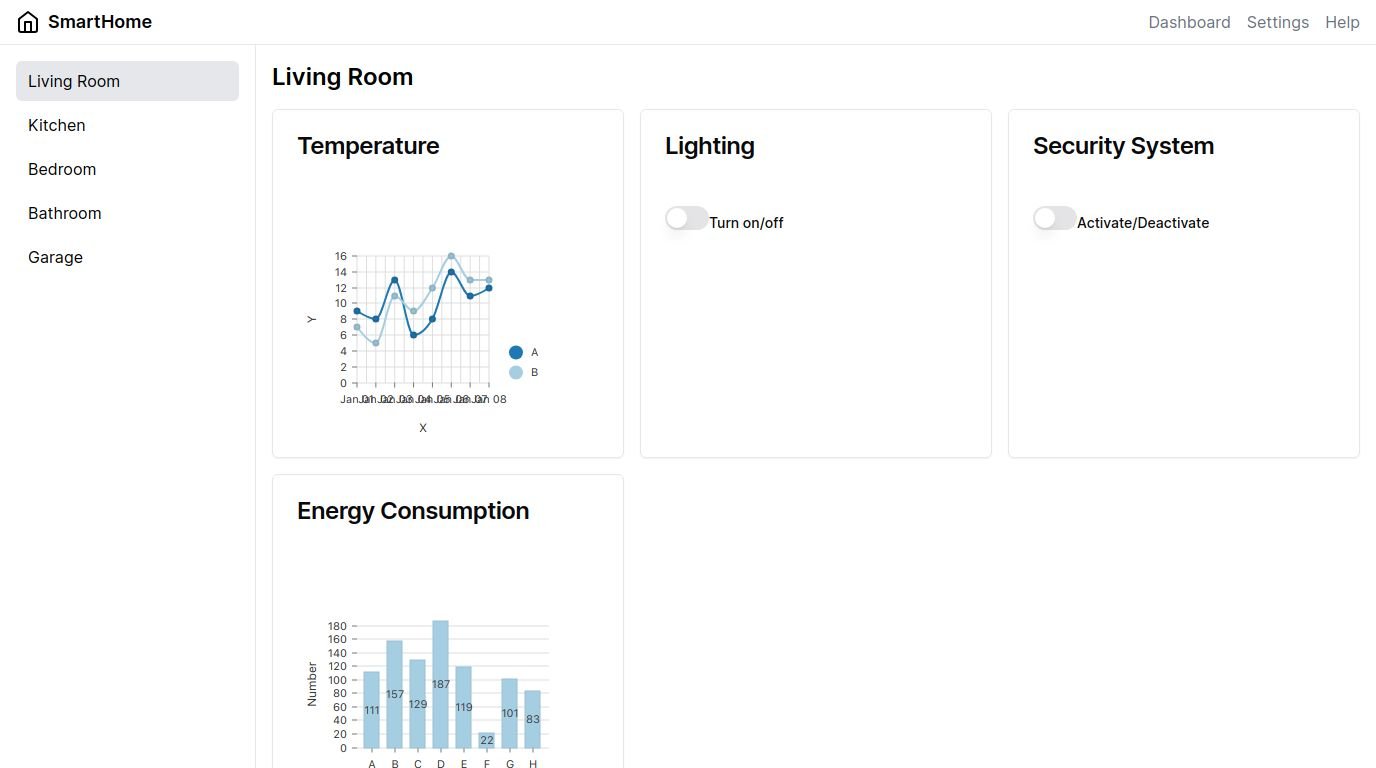 SmartHome
Dashboard Settings Help
Living Room
Kitchen
Bedroom
Bathroom
Garage
Living Room
Temperature
16
14
12
10
8
6
4
2
0
Y
Jan 01 Jan 02 Jan 03 Jan 04 Jan 05 Jan 06 Jan 07 Jan 08
X
A
B
Lighting
Turn on/off
Security System
Activate/Deactivate
Energy Consumption
180
160
140
120
100
80
60
40
20
0
Number
111 157 129 187 119 22 101 83
A B C D E F G H